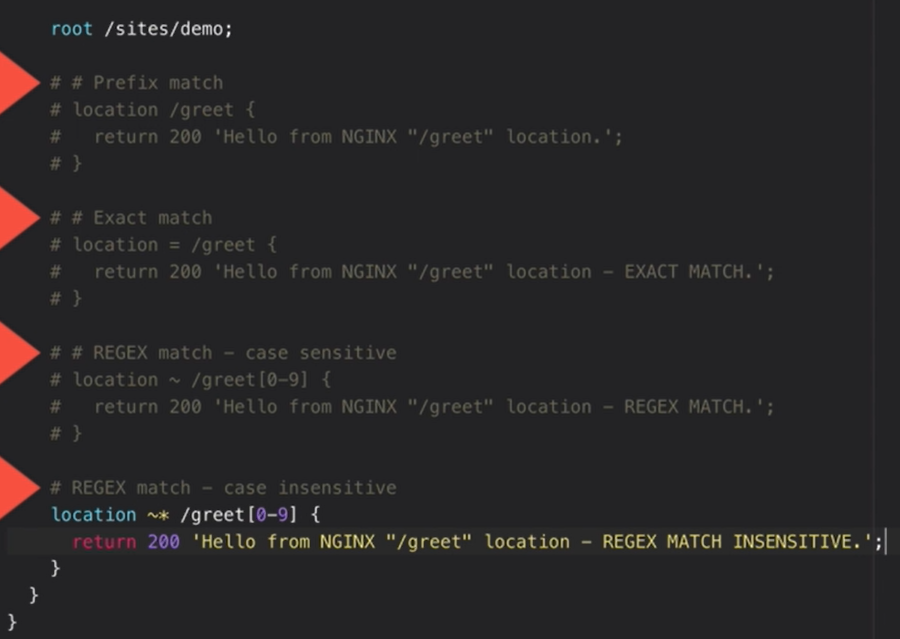 root /sites/demo;
# # Prefix match
# location /greet {
#   return 200 'Hello from NGINX "/greet" location.';
# }
# # Exact match
# location = /greet {
#   return 200 'Hello from NGINX "/greet" location - EXACT MATCH.';
# }
# # REGEX match - case sensitive
# location ~ /greet[0-9] {
#   return 200 'Hello from NGINX "/greet" location - REGEX MATCH.';
# }
# REGEX match - case insensitive
location ~* /greet[0-9] {
return 200 'Hello from NGINX "/greet" location - REGEX MATCH INSENSITIVE.';
}
}
}